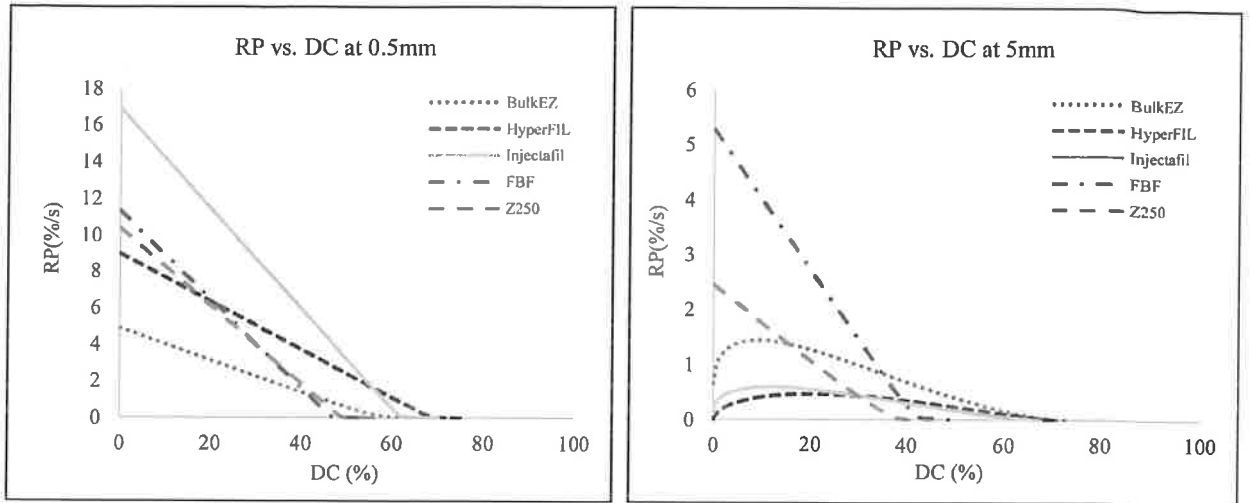 RP vs. DC at 0.5mm
18
16
14
12
10
8
6
4
2
0
RP(%/s)
0 20 40 60 80 100
DC (%)
BulkEZ
HyperFIL
Injectafil
FBF
Z250
RP vs. DC at 5mm
6
5
4
3
2
1
0
RP(%/s)
0 20 40 60 80 100
DC (%)
BulkEZ
HyperFIL
Injectafil
FBF
Z250